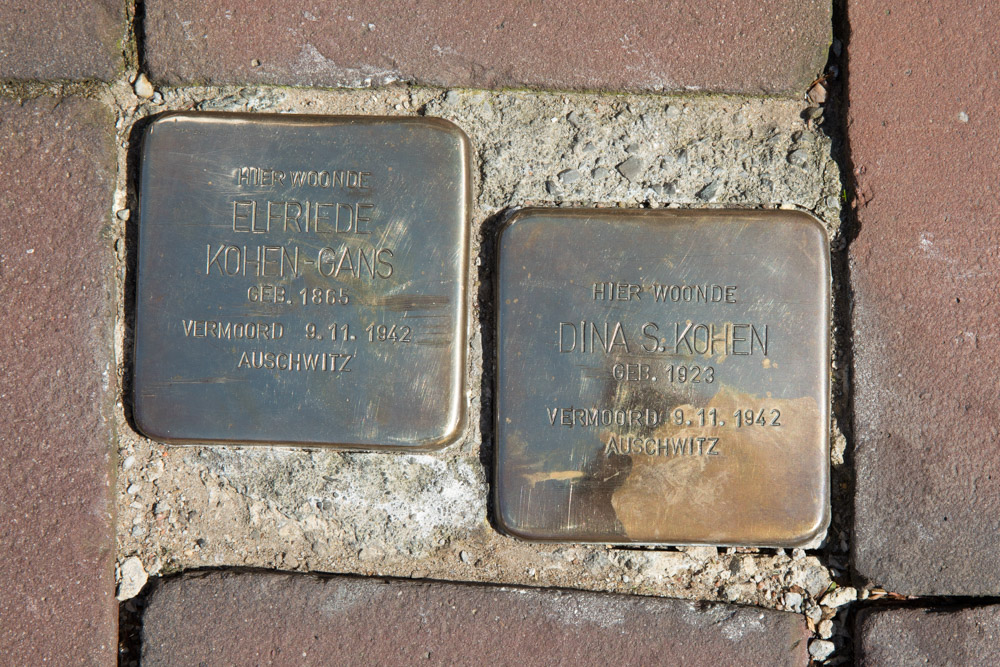 HIER WOONDE
ELFRIEDE
KOHEN-GANS
GEB. 1865
VERMOORD 9.11.1942
AUSCHWITZ
HIER WOONDE
DINA S. KOHEN
GEB. 1923
VERMOORD 9.11.1942
AUSCHWITZ